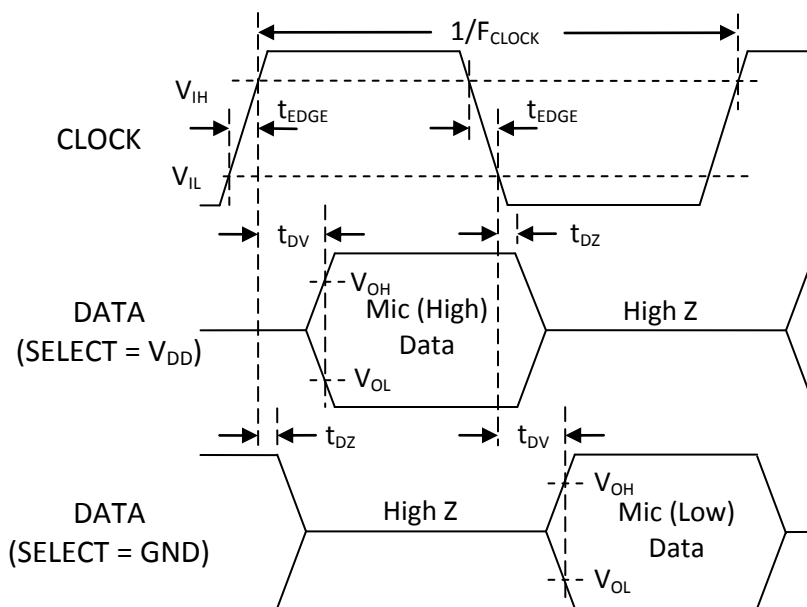 1/FCLOCK
VIH
tEDGE
tEDGE
CLOCK
VIL
tDV
tDZ
VOH
DATA
(SELECT = VDD)
Mic (High)
Data
High Z
VOL
tDZ
tDV
VOH
DATA
(SELECT = GND)
High Z
Mic (Low)
Data
VOL